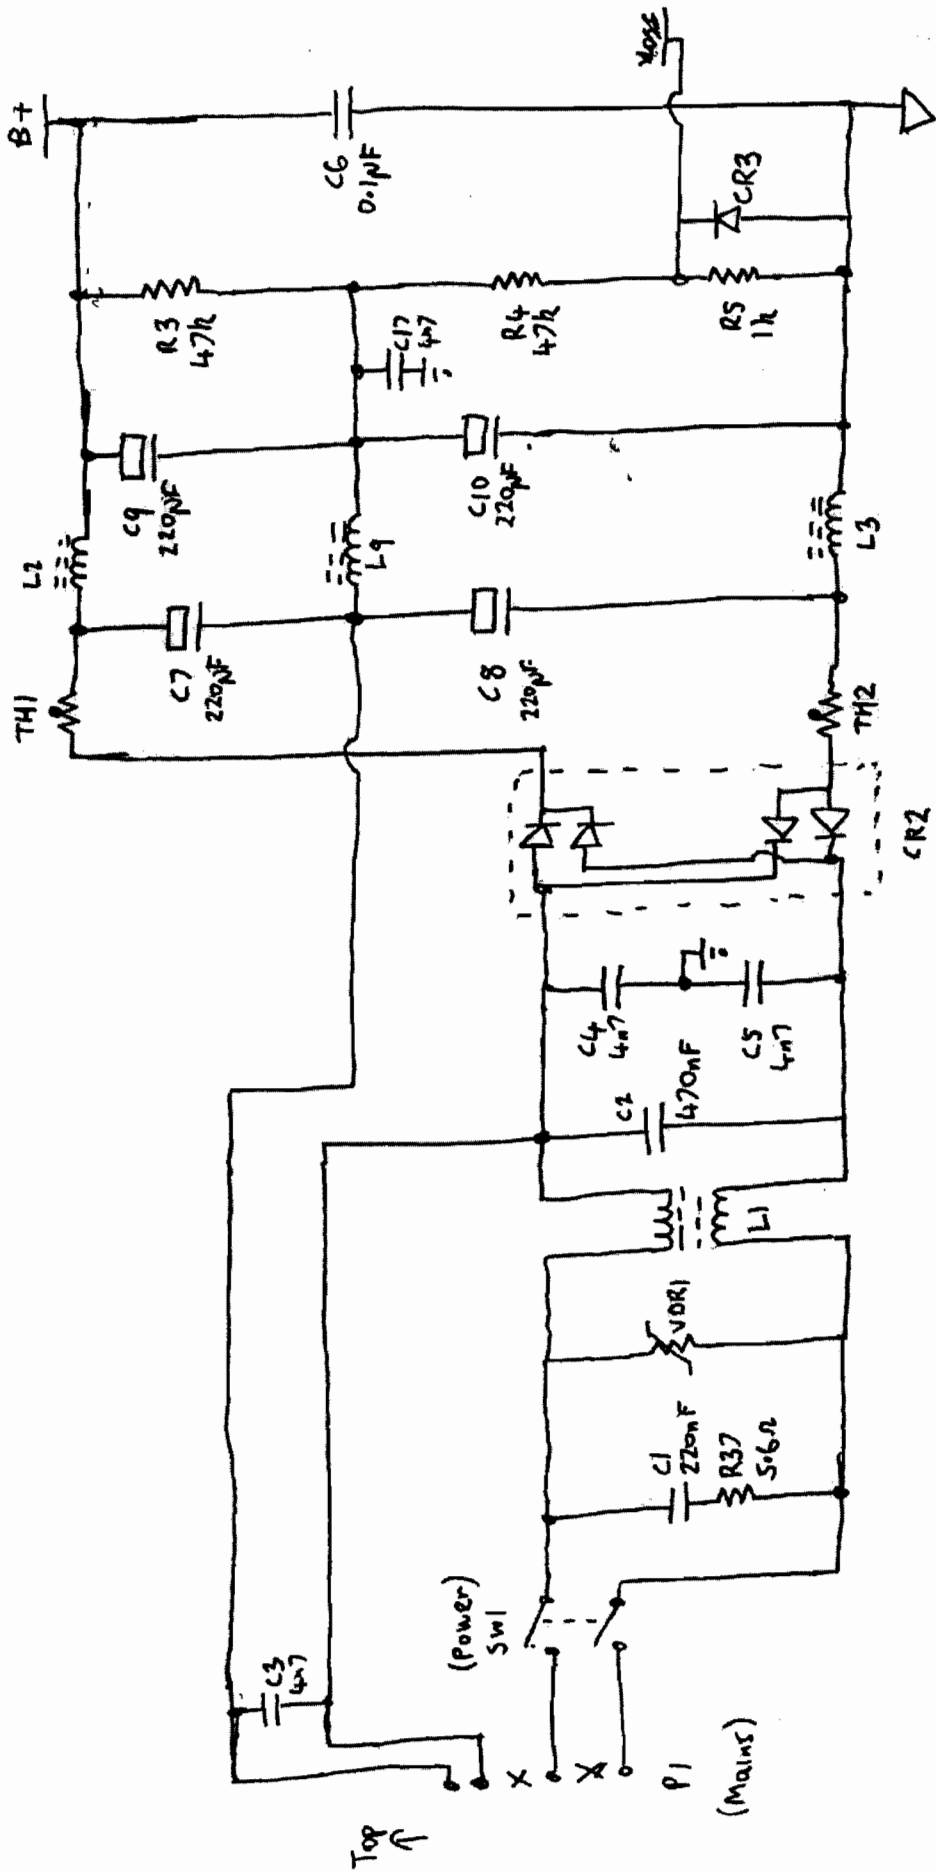 Top
P1
(Mains)
X
X
C3
4n7
(Power)
SW1
C1
220nF
R37
5.6Ω
VDR1
L1
C2
470nF
C4
4n7
C5
4n7
CR2
TH1
TH2
C7
220µF
C8
220µF
L2
L9
L3
C9
220µF
C10
220µF
C17
4n7
R3
47k
R4
47k
R5
1k
CR3
C6
0.1µF
B+